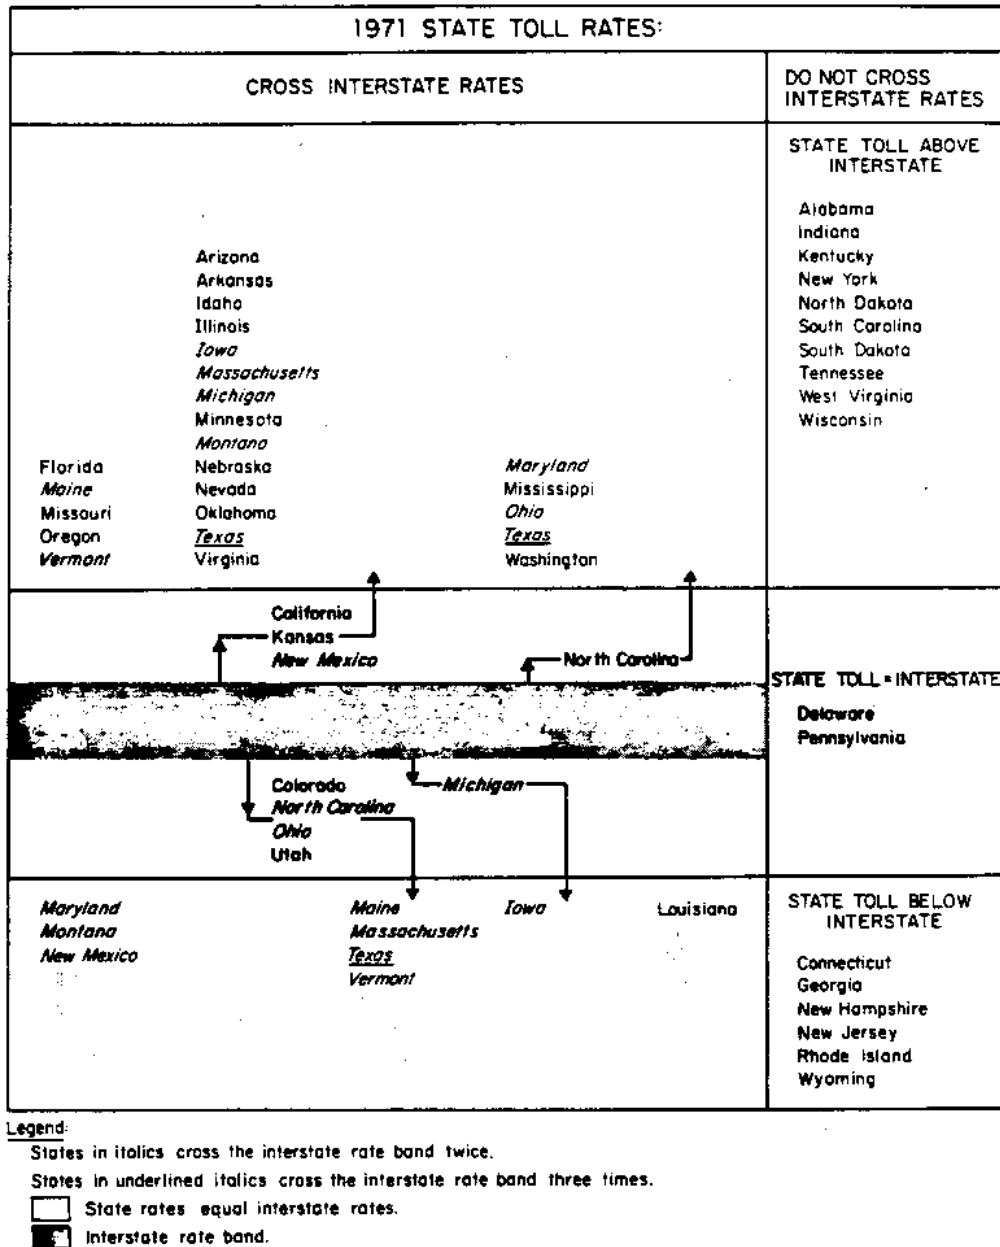 1971 STATE TOLL RATES:
CROSS INTERSTATE RATES
DO NOT CROSS
INTERSTATE RATES
STATE TOLL ABOVE
INTERSTATE
Alabama
Indiana
Kentucky
New York
North Dakota
South Carolina
South Dakota
Tennessee
West Virginia
Wisconsin
Florida
Maine
Missouri
Oregon
Vermont
Arizona
Arkansas
Idaho
Illinois
Iowa
Massachusetts
Michigan
Minnesota
Montana
Nebraska
Nevada
Oklahoma
Texas
Virginia
Maryland
Mississippi
Ohio
Texas
Washington
California
Kansas
New Mexico
North Carolina
STATE TOLL = INTERSTATE
Delaware
Pennsylvania
Colorado
North Carolina
Ohio
Utah
Michigan
Maryland
Montana
New Mexico
Maine
Massachusetts
Texas
Vermont
Iowa
Louisiana
STATE TOLL BELOW
INTERSTATE
Connecticut
Georgia
New Hampshire
New Jersey
Rhode Island
Wyoming
Legend:
States in italics cross the interstate rate band twice.
States in underlined italics cross the interstate rate band three times.
State rates equal interstate rates.
Interstate rate band.